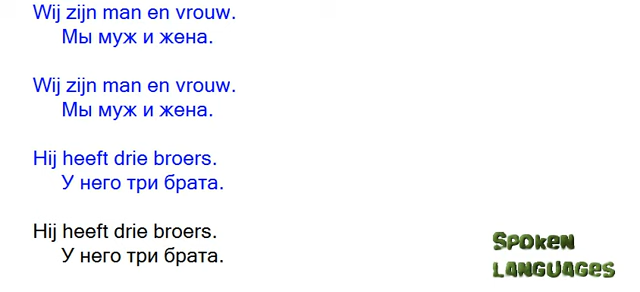 Wij zijn man en vrouw.
Мы муж и жена.
Wij zijn man en vrouw.
Мы муж и жена.
Hij heeft drie broers.
У него три брата.
Hij heeft drie broers.
У него три брата.
SPOKEN
LANGUAGES